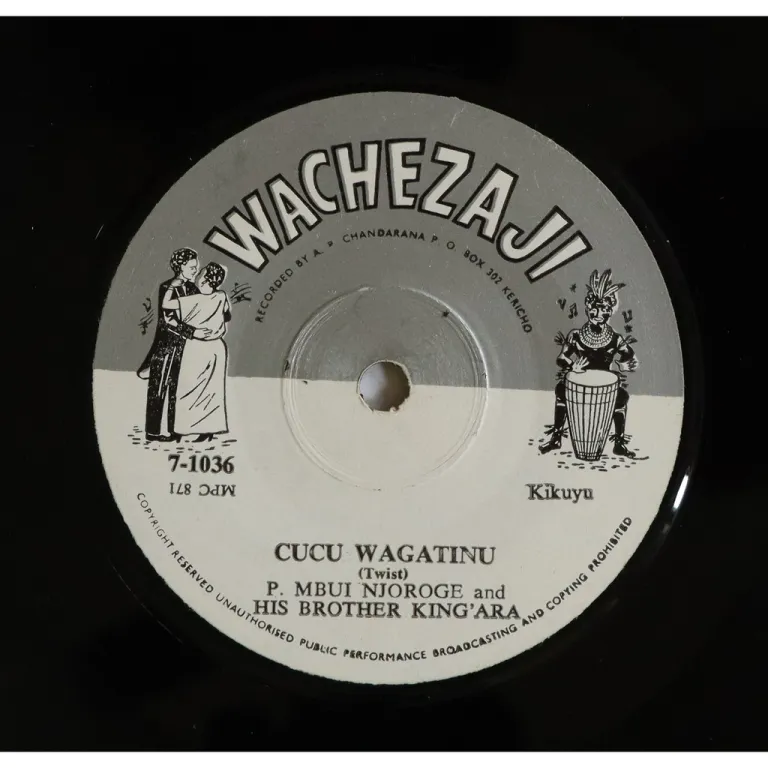 WACHEZAJI
RECORDED BY A. P. CHANDARANA P. O. BOX 302 KERICHO
7-1036
MPC 871
Kikuyu
CUCU WAGATINU
(Twist)
P. MBUI NJOROGE and
HIS BROTHER KING'ARA
COPYRIGHT RESERVED UNAUTHORISED PUBLIC PERFORMANCE BROADCASTING AND COPYING PROHIBITED